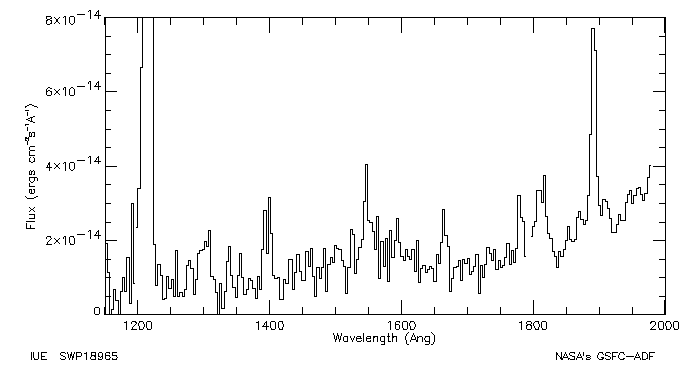 8×10⁻¹⁴
6×10⁻¹⁴
4×10⁻¹⁴
2×10⁻¹⁴
0
Flux (ergs cm⁻²s⁻¹A⁻¹)
1200 1400 1600 1800 2000
Wavelength (Ang)
IUE SWP18965 NASA's GSFC-ADF